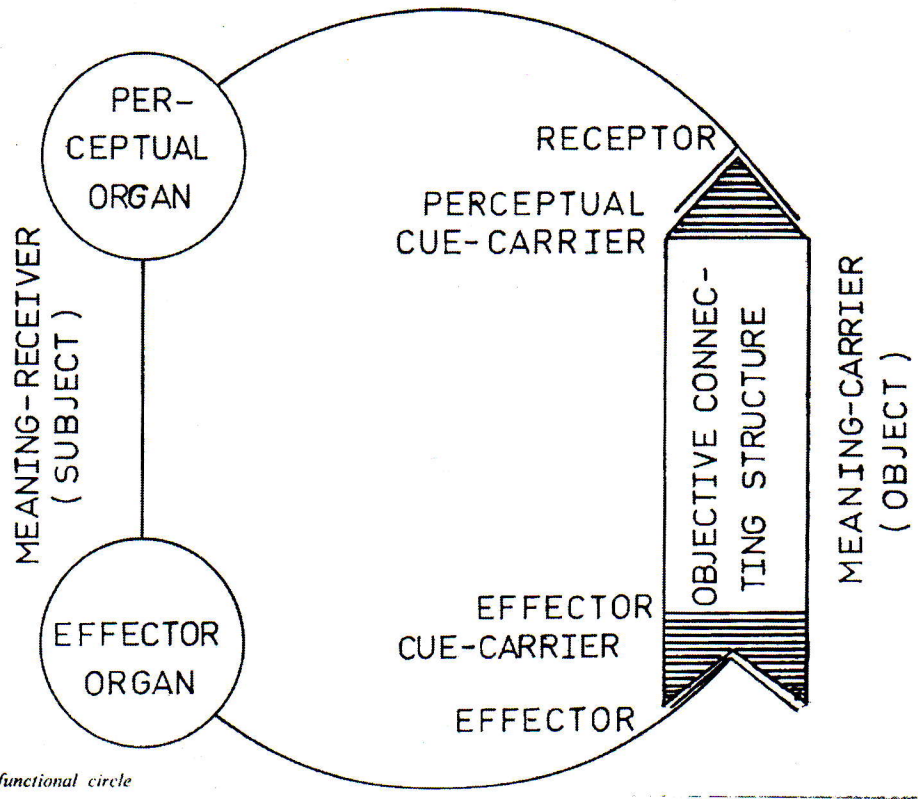 PER-
CEPTUAL
ORGAN
RECEPTOR
PERCEPTUAL
CUE-CARRIER
MEANING-RECEIVER
(SUBJECT)
OBJECTIVE CONNEC-
TING STRUCTURE
MEANING-CARRIER
(OBJECT)
EFFECTOR
ORGAN
EFFECTOR
CUE-CARRIER
EFFECTOR
functional circle